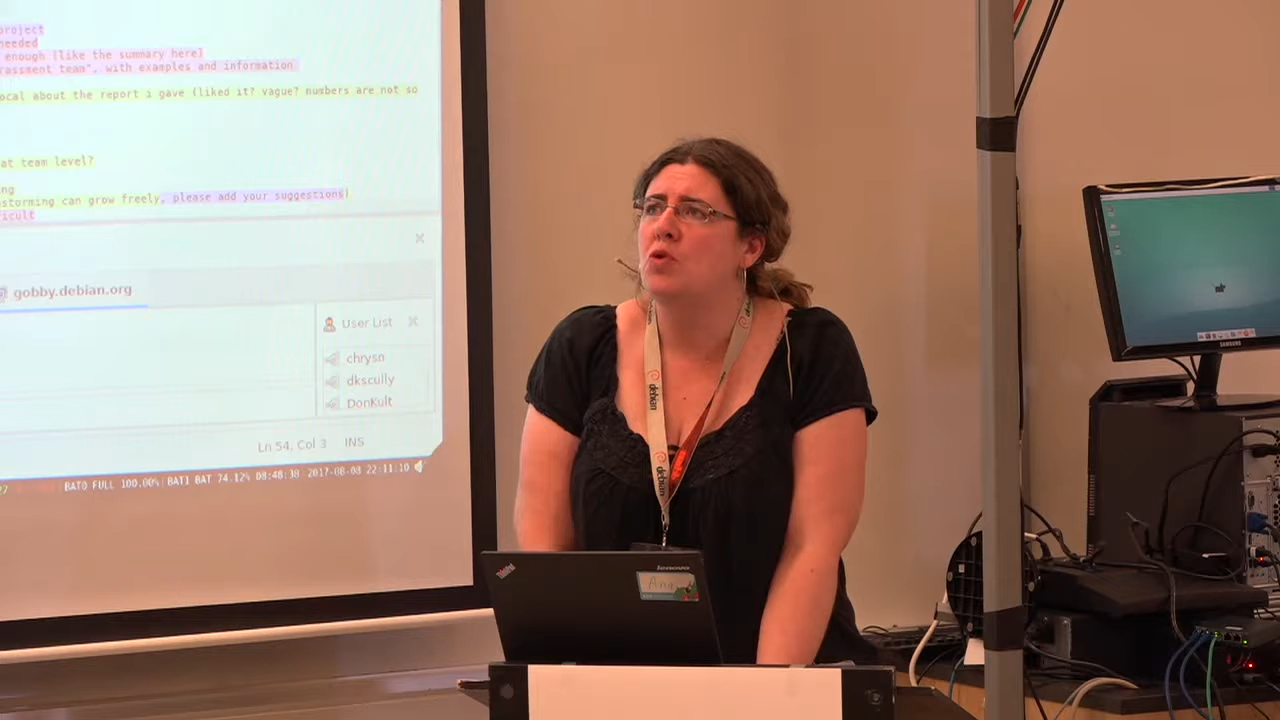 project
needed
enough [like the summary here]
rassment team", with examples and information
ocal about the report i gave (liked it? vague? numbers are not so
at team level?
ng
nstorming can grow freely, please add your suggestions)
icult
gobby.debian.org
User List
chrysn
dkscully
DonKult
Ln 54, Col 3 INS
BAT0 FULL 100.00% | BAT1 BAT 74.12% 08:48:38 | 2017-08-08 22:11:10
debian
debian
ThinkPad
Ana
SAMSUNG